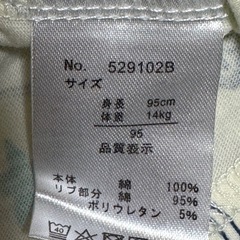 No. 529102B
サイズ
身長 95cm
体重 14kg
95
品質表示
本体 綿 100%
リブ部分 綿 95%
ポリウレタン 5%
40